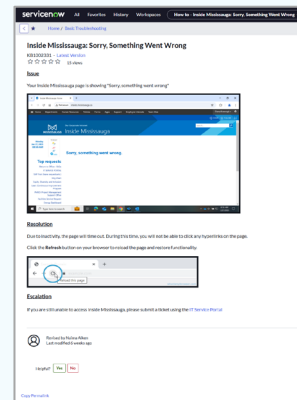 servicenow All Favorites History Workspaces How to - Inside Mississauga: Sorry, Something Went Wrong
Home / Basic Troubleshooting
Inside Mississauga: Sorry, Something Went Wrong
KB1102331 - Latest Version
15 views
Issue
Your Inside Mississauga page is showing "Sorry, something went wrong"
Inside Mississauga
Sorry, something went wrong
Top requests
Resolution
Due to inactivity, the page will time out. During this time, you will not be able to click any hyperlinks on the page.
Click the Refresh button on your browser to reload the page and restore functionality.
Reload this page
Escalation
If you are still unable to access Inside Mississauga, please submit a ticket using the IT Service Portal
Last modified 6 weeks ago
Helpful? Yes No
Copy Permalink